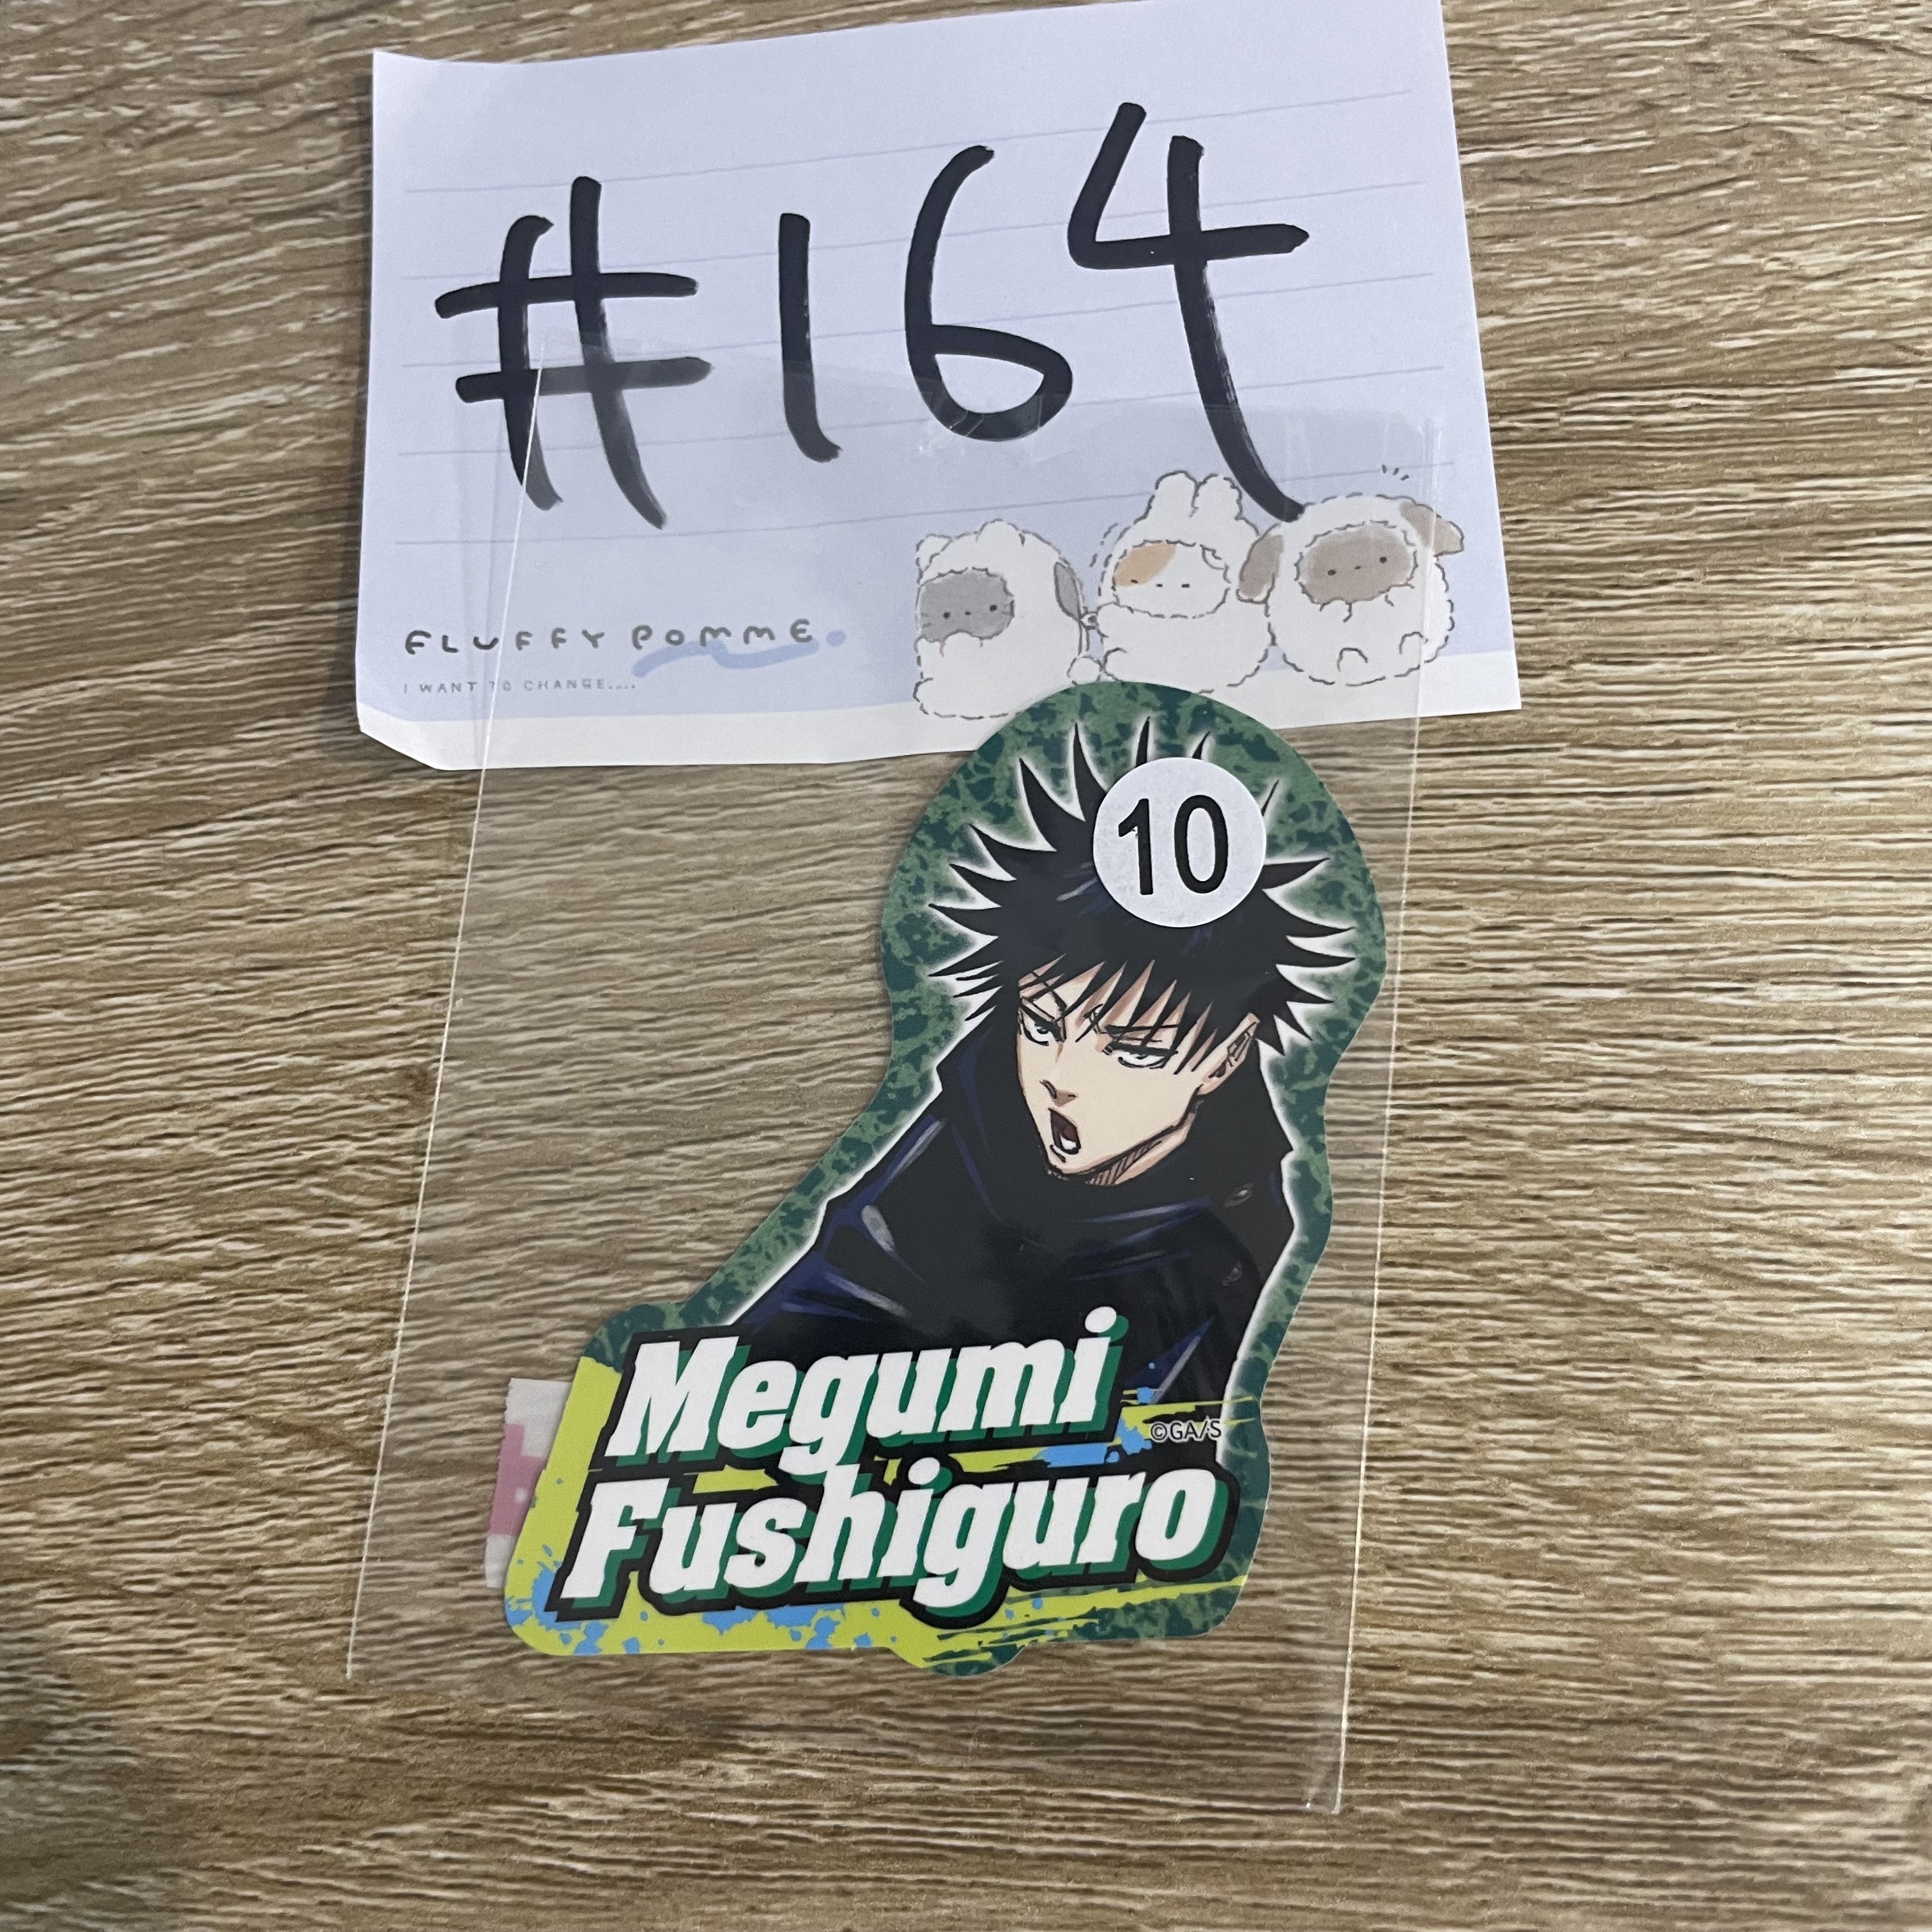 #164
FLUFFY POMME
I WANT TO CHANGE....
10
Megumi
©GA/S
Fushiguro